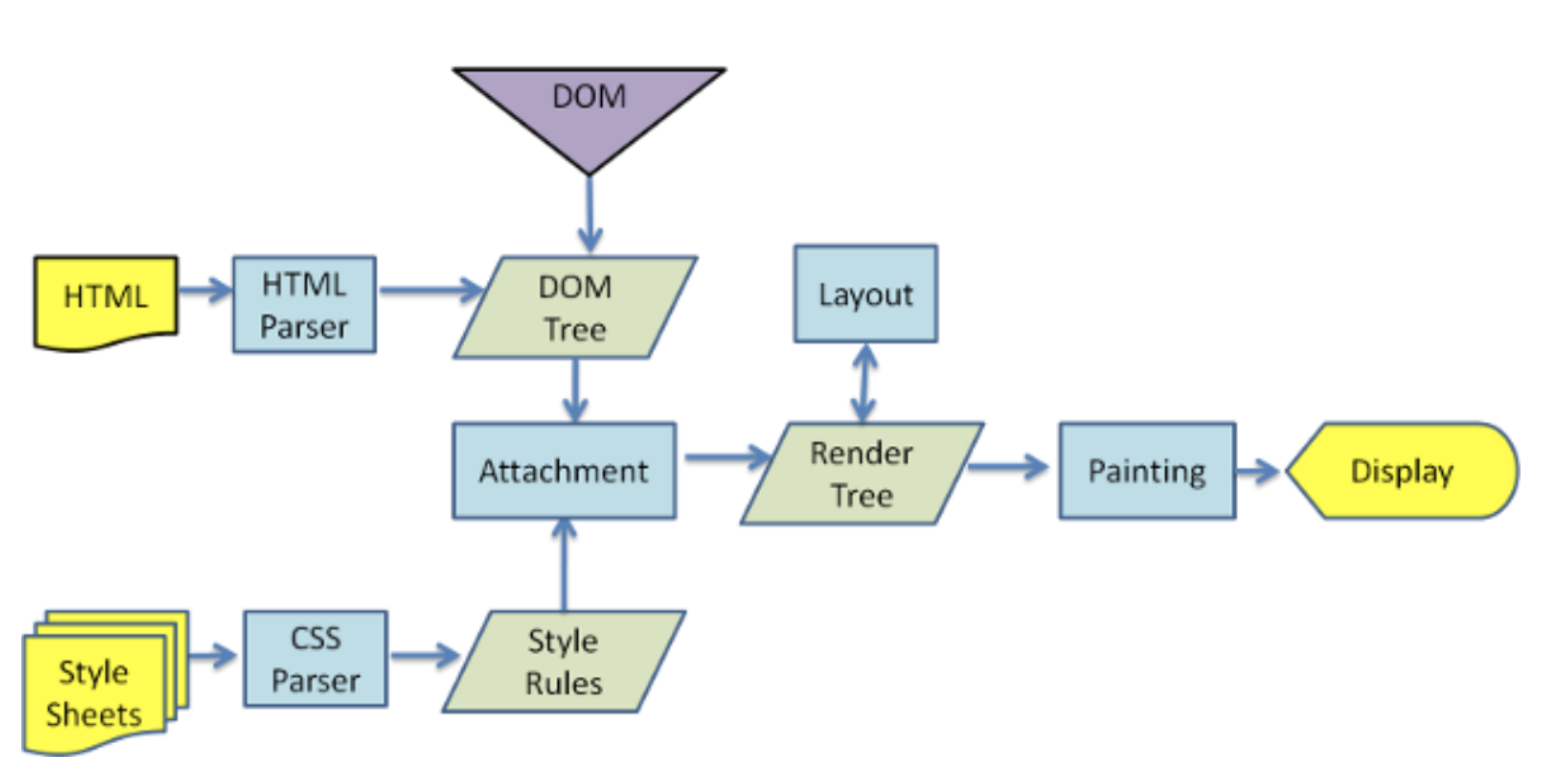 DOM
HTML
HTML
Parser
DOM
Tree
Layout
Attachment
Render
Tree
Painting
Display
Style
Sheets
CSS
Parser
Style
Rules